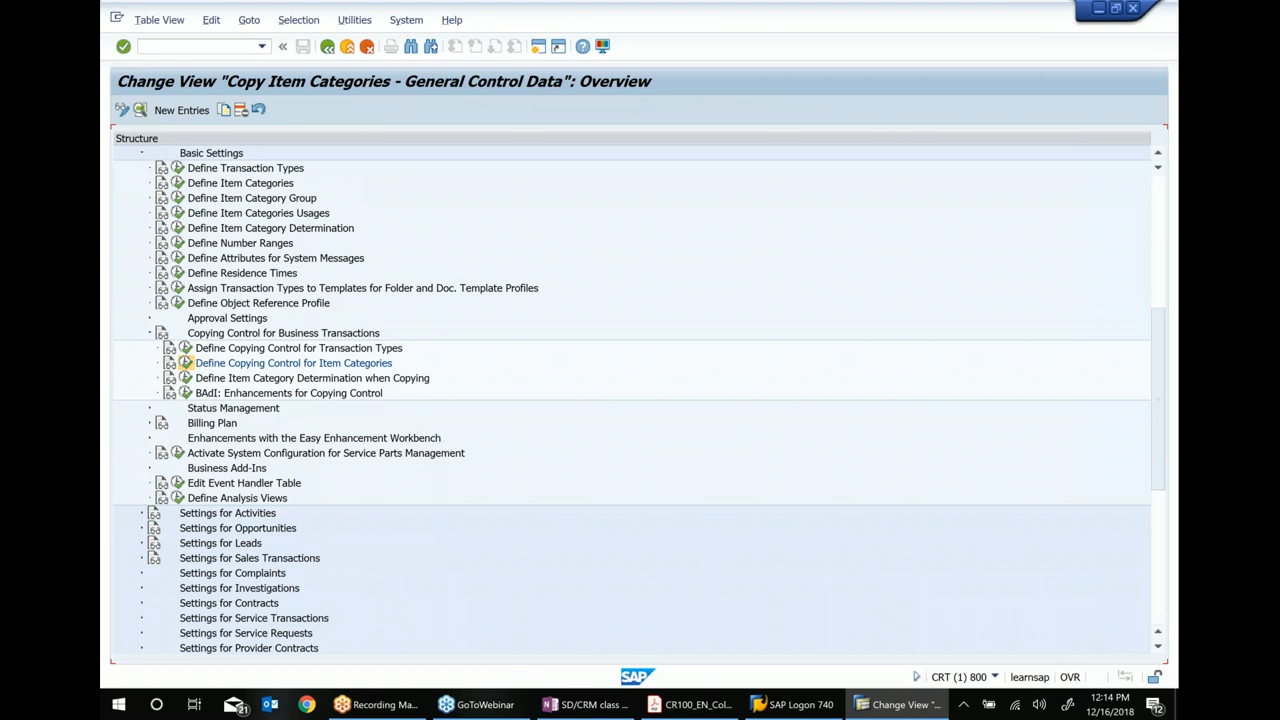 Table View Edit Goto Selection Utilities System Help
Change View "Copy Item Categories - General Control Data": Overview
New Entries
Structure
Basic Settings
Define Transaction Types
Define Item Categories
Define Item Category Group
Define Item Categories Usages
Define Item Category Determination
Define Number Ranges
Define Attributes for System Messages
Define Residence Times
Assign Transaction Types to Templates for Folder and Doc. Template Profiles
Define Object Reference Profile
Approval Settings
Copying Control for Business Transactions
Define Copying Control for Transaction Types
Define Copying Control for Item Categories
Define Item Category Determination when Copying
BAdI: Enhancements for Copying Control
Status Management
Billing Plan
Enhancements with the Easy Enhancement Workbench
Activate System Configuration for Service Parts Management
Business Add-Ins
Edit Event Handler Table
Define Analysis Views
Settings for Activities
Settings for Opportunities
Settings for Leads
Settings for Sales Transactions
Settings for Complaints
Settings for Investigations
Settings for Contracts
Settings for Service Transactions
Settings for Service Requests
Settings for Provider Contracts
SAP CRT (1) 800 learnsap OVR
21 Recording Ma... GoToWebinar SD/CRM class ... CR100_EN_Col... SAP Logon 740 Change View "... 12:14 PM
12/16/2018 12